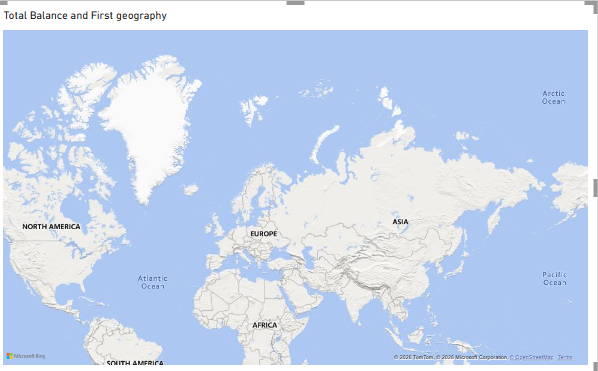 Total Balance and First geography
Arctic
Ocean
NORTH AMERICA
EUROPE
ASIA
Atlantic
Ocean
Pacific
Ocean
AFRICA
SOUTH AMERICA
Microsoft Bing
© 2026 TomTom, © 2026 Microsoft Corporation, © OpenStreetMap Terms